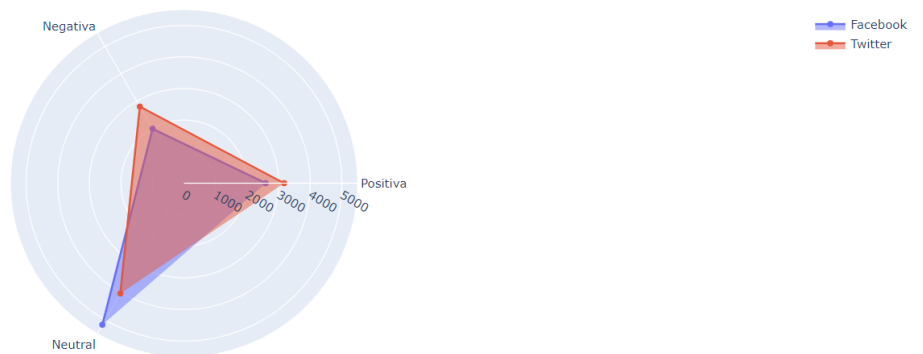 Negativa
Facebook
Twitter
Positiva
0
1000
2000
3000
4000
5000
Neutral